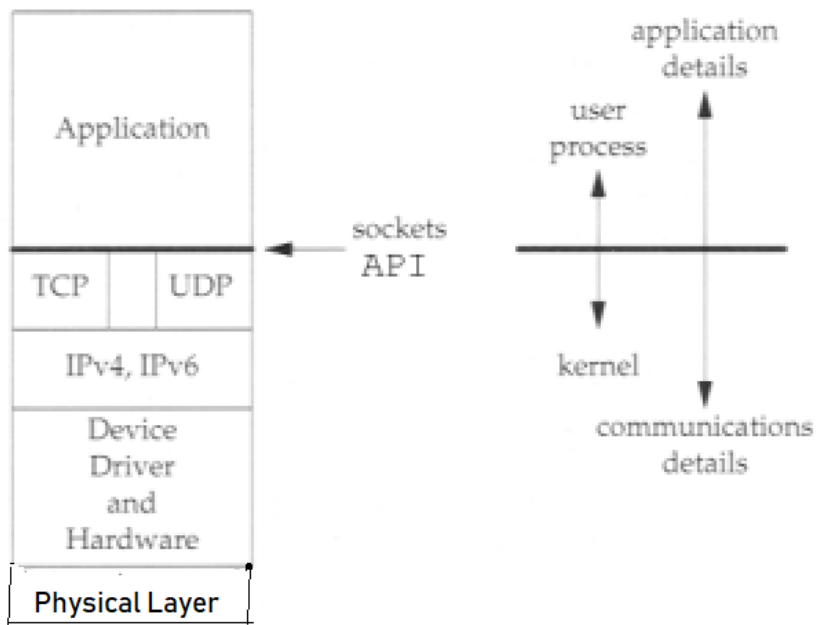 Application
TCP
UDP
IPv4, IPv6
Device
Driver
and
Hardware
Physical Layer
sockets
API
user
process
kernel
application
details
communications
details